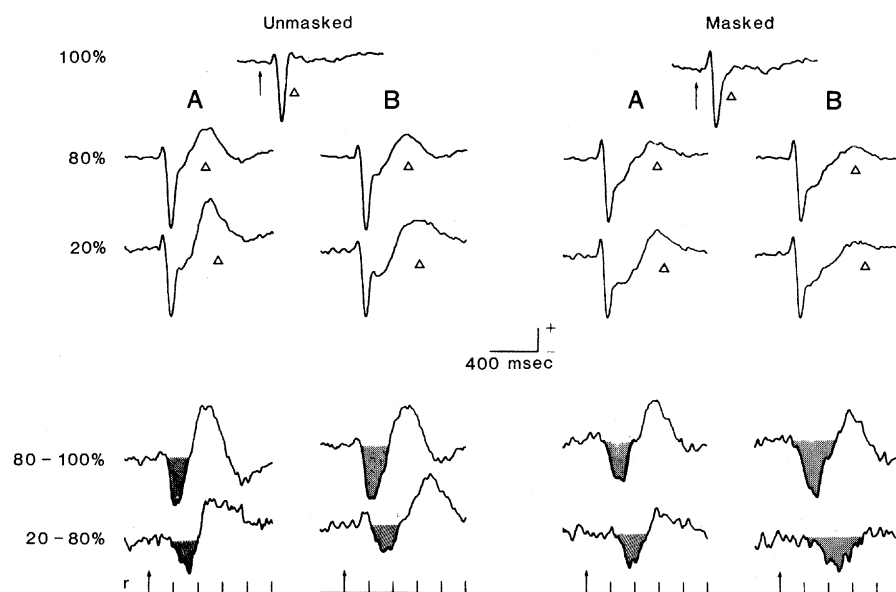 Unmasked
Masked
100%
A
B
A
B
80%
20%
+
−
400 msec
80 – 100%
20 – 80%
r